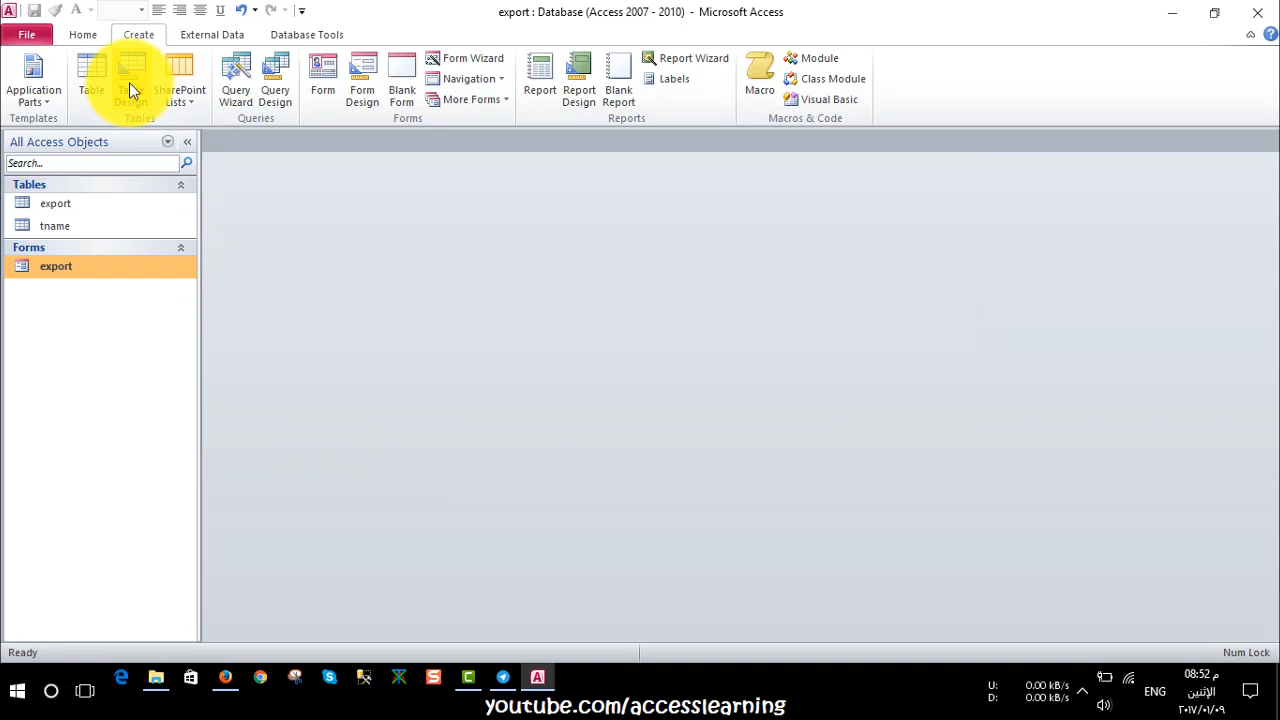 export : Database (Access 2007 - 2010) - Microsoft Access
File Home Create External Data Database Tools
Application Parts Table Table Design SharePoint Lists Query Wizard Query Design Form Form Design Blank Form Form Wizard Navigation More Forms Report Report Design Blank Report Report Wizard Labels Macro Module Class Module Visual Basic
Templates Tables Queries Forms Reports Macros & Code
All Access Objects
Search...
Tables
export
tname
Forms
export
Ready Num Lock
U: 0.00 kB/s
D: 0.00 kB/s
ENG
08:52 م
الإثنين
٢٠١٧/٠١/٠٩
youtube.com/accesslearning